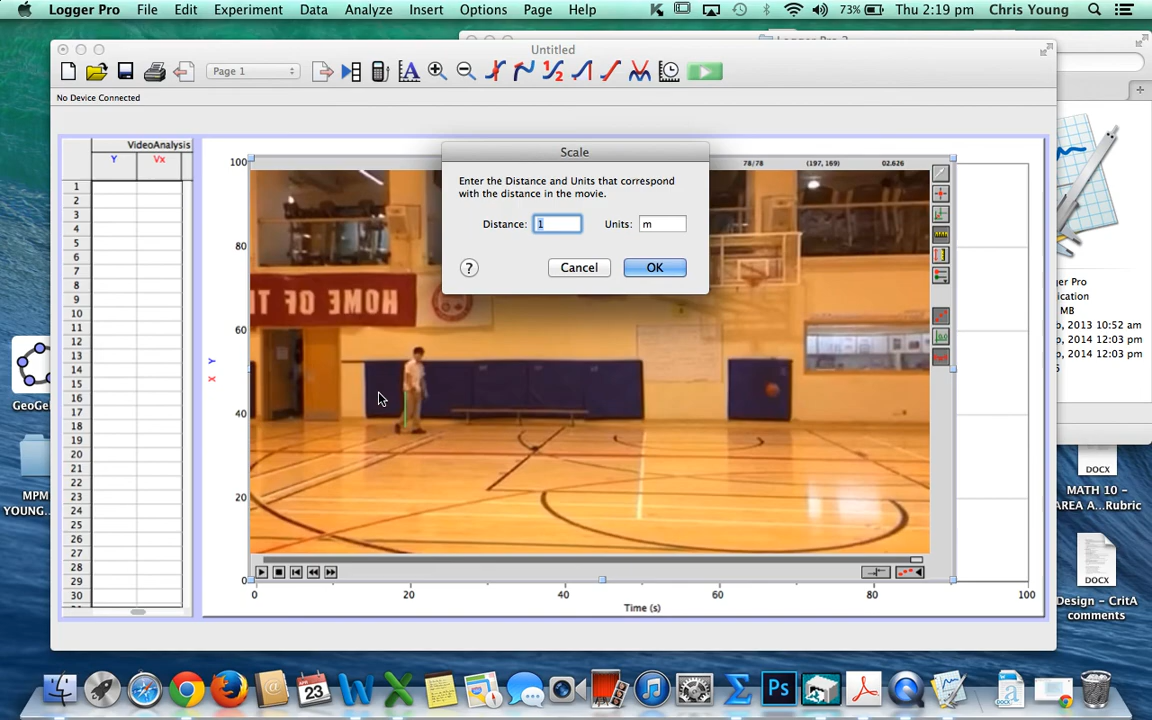 Logger Pro File Edit Experiment Data Analyze Insert Options Page Help 73% Thu 2:19 pm Chris Young
Untitled
Page 1
No Device Connected
VideoAnalysis
Y Vx
1
2
3
4
5
6
7
8
9
10
11
12
13
14
15
16
17
18
19
20
21
22
23
24
25
26
27
28
29
30
100
80
60
40
20
0
X Y
78/78 (197, 169) 02.626
Scale
Enter the Distance and Units that correspond
with the distance in the movie.
Distance: 1 Units: m
? Cancel OK
HOME OF T
0 20 40 60 80 100
Time (s)
GeoGe
MPM
YOUNG...
gger Pro
lication
MB
p, 2013 10:52 am
o, 2014 12:03 pm
o, 2014 12:03 pm
DOCX
MATH 10 –
AREA A...Rubric
DOCX
Design – CritA
comments
APR
23
Ps
DOCX